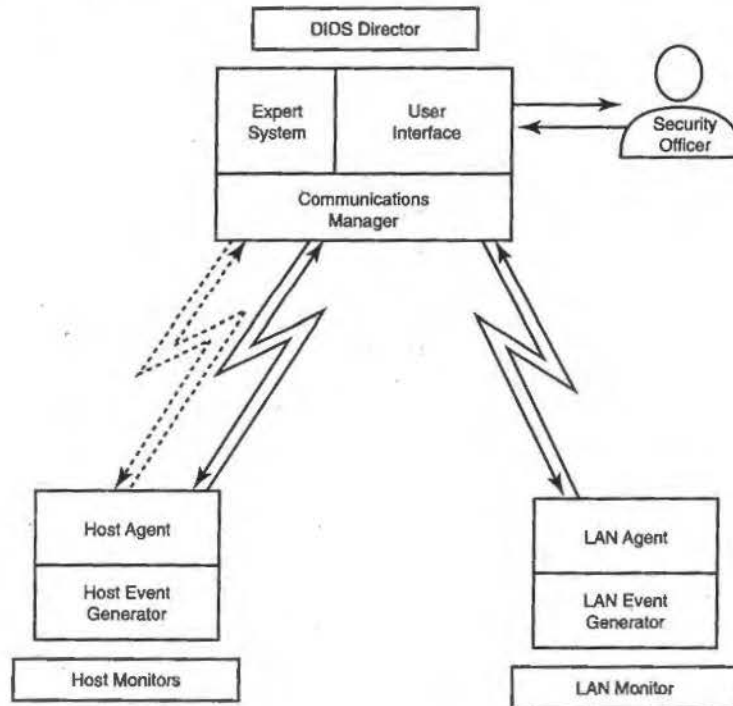 DIDS Director
Expert
System
User
Interface
Security
Officer
Communications
Manager
Host Agent
Host Event
Generator
Host Monitors
LAN Agent
LAN Event
Generator
LAN Monitor